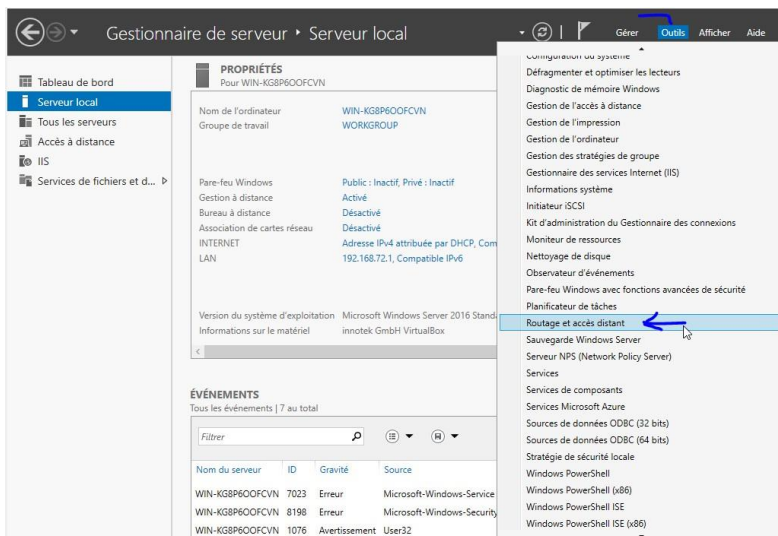 Gestionnaire de serveur ‣ Serveur local
Gérer Outils Afficher Aide
Tableau de bord
Serveur local
Tous les serveurs
Accès à distance
IIS
Services de fichiers et d...
PROPRIÉTÉS
Pour WIN-KG8P6OOFCVN
Nom de l'ordinateur WIN-KG8P6OOFCVN
Groupe de travail WORKGROUP
Pare-feu Windows Public : Inactif, Privé : Inactif
Gestion à distance Activé
Bureau à distance Désactivé
Association de cartes réseau Désactivé
INTERNET Adresse IPv4 attribuée par DHCP, Com
LAN 192.168.72.1, Compatible IPv6
Version du système d'exploitation Microsoft Windows Server 2016 Stand
Informations sur le matériel innotek GmbH VirtualBox
ÉVÉNEMENTS
Tous les événements | 7 au total
Filtrer
Nom du serveur ID Gravité Source
WIN-KG8P6OOFCVN 7023 Erreur Microsoft-Windows-Service
WIN-KG8P6OOFCVN 8198 Erreur Microsoft-Windows-Security
WIN-KG8P6OOFCVN 1076 Avertissement User32
Configuration du système
Défragmenter et optimiser les lecteurs
Diagnostic de mémoire Windows
Gestion de l'accès à distance
Gestion de l'impression
Gestion de l'ordinateur
Gestion des stratégies de groupe
Gestionnaire des services Internet (IIS)
Informations système
Initiateur iSCSI
Kit d'administration du Gestionnaire des connexions
Moniteur de ressources
Nettoyage de disque
Observateur d'événements
Pare-feu Windows avec fonctions avancées de sécurité
Planificateur de tâches
Routage et accès distant
Sauvegarde Windows Server
Serveur NPS (Network Policy Server)
Services
Services de composants
Services Microsoft Azure
Sources de données ODBC (32 bits)
Sources de données ODBC (64 bits)
Stratégie de sécurité locale
Windows PowerShell
Windows PowerShell (x86)
Windows PowerShell ISE
Windows PowerShell ISE (x86)